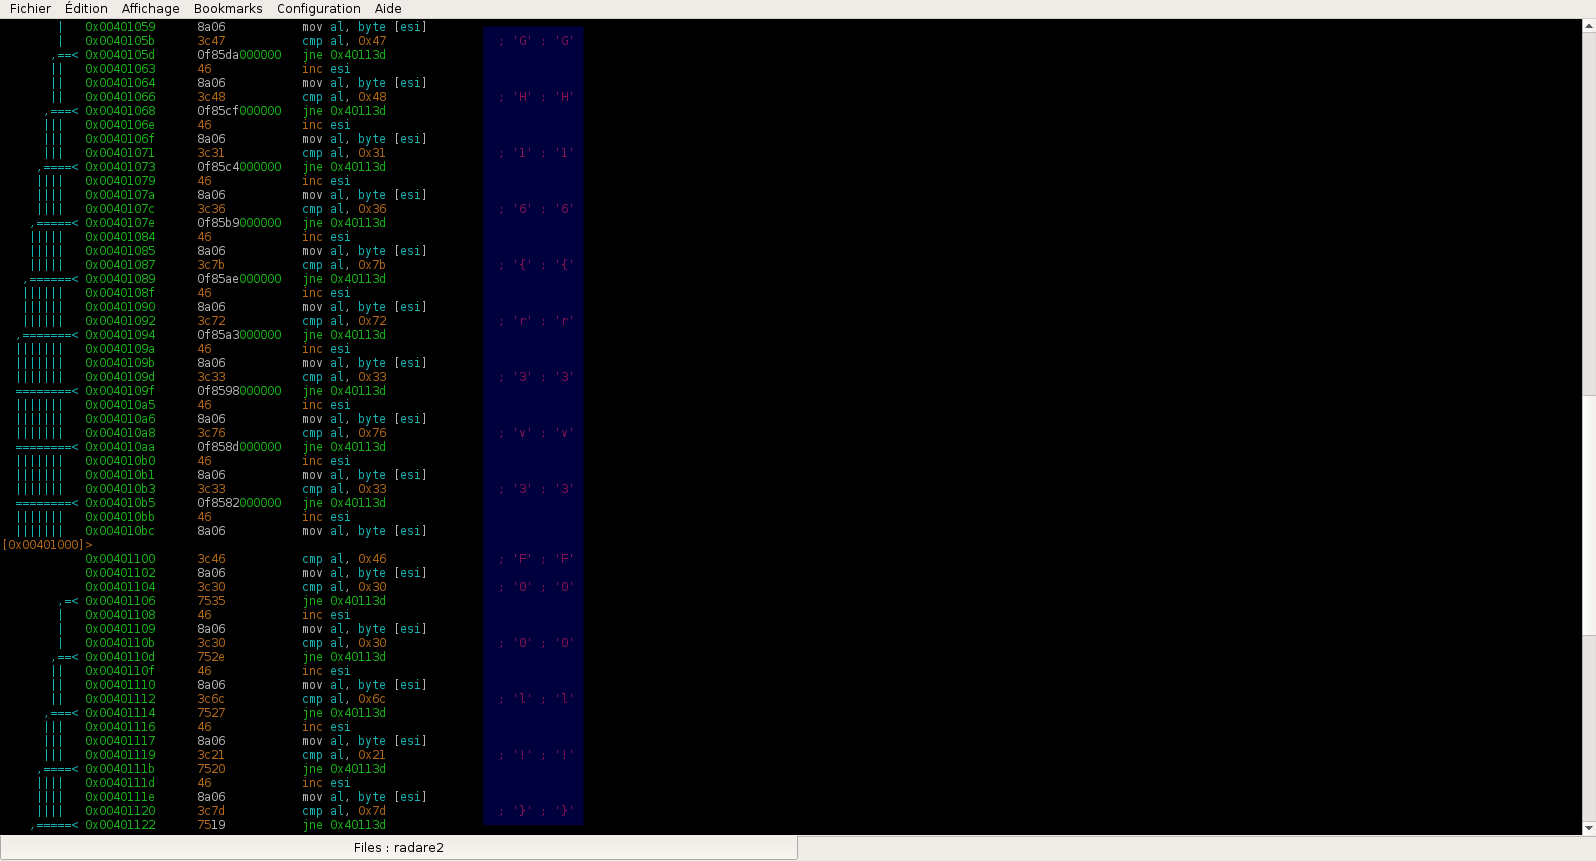 Fichier Édition Affichage Bookmarks Configuration Aide
| 0x00401059 8a06 mov al, byte [esi]
| 0x0040105b 3c47 cmp al, 0x47 ; 'G' ; 'G'
,==< 0x0040105d 0f85da000000 jne 0x40113d
|| 0x00401063 46 inc esi
|| 0x00401064 8a06 mov al, byte [esi]
|| 0x00401066 3c48 cmp al, 0x48 ; 'H' ; 'H'
,===< 0x00401068 0f85cf000000 jne 0x40113d
||| 0x0040106e 46 inc esi
||| 0x0040106f 8a06 mov al, byte [esi]
||| 0x00401071 3c31 cmp al, 0x31 ; '1' ; '1'
,====< 0x00401073 0f85c4000000 jne 0x40113d
|||| 0x00401079 46 inc esi
|||| 0x0040107a 8a06 mov al, byte [esi]
|||| 0x0040107c 3c36 cmp al, 0x36 ; '6' ; '6'
,=====< 0x0040107e 0f85b9000000 jne 0x40113d
||||| 0x00401084 46 inc esi
||||| 0x00401085 8a06 mov al, byte [esi]
||||| 0x00401087 3c7b cmp al, 0x7b ; '{' ; '{'
,======< 0x00401089 0f85ae000000 jne 0x40113d
|||||| 0x0040108f 46 inc esi
|||||| 0x00401090 8a06 mov al, byte [esi]
|||||| 0x00401092 3c72 cmp al, 0x72 ; 'r' ; 'r'
,=======< 0x00401094 0f85a3000000 jne 0x40113d
||||||| 0x0040109a 46 inc esi
||||||| 0x0040109b 8a06 mov al, byte [esi]
||||||| 0x0040109d 3c33 cmp al, 0x33 ; '3' ; '3'
========< 0x0040109f 0f8598000000 jne 0x40113d
||||||| 0x004010a5 46 inc esi
||||||| 0x004010a6 8a06 mov al, byte [esi]
||||||| 0x004010a8 3c76 cmp al, 0x76 ; 'v' ; 'v'
========< 0x004010aa 0f858d000000 jne 0x40113d
||||||| 0x004010b0 46 inc esi
||||||| 0x004010b1 8a06 mov al, byte [esi]
||||||| 0x004010b3 3c33 cmp al, 0x33 ; '3' ; '3'
========< 0x004010b5 0f8582000000 jne 0x40113d
||||||| 0x004010bb 46 inc esi
||||||| 0x004010bc 8a06 mov al, byte [esi]
[0x00401000]>
0x00401100 3c46 cmp al, 0x46 ; 'F' ; 'F'
0x00401102 8a06 mov al, byte [esi]
0x00401104 3c30 cmp al, 0x30 ; '0' ; '0'
,=< 0x00401106 7535 jne 0x40113d
| 0x00401108 46 inc esi
| 0x00401109 8a06 mov al, byte [esi]
| 0x0040110b 3c30 cmp al, 0x30 ; '0' ; '0'
,==< 0x0040110d 752e jne 0x40113d
|| 0x0040110f 46 inc esi
|| 0x00401110 8a06 mov al, byte [esi]
|| 0x00401112 3c6c cmp al, 0x6c ; 'l' ; 'l'
,===< 0x00401114 7527 jne 0x40113d
||| 0x00401116 46 inc esi
||| 0x00401117 8a06 mov al, byte [esi]
||| 0x00401119 3c21 cmp al, 0x21 ; '!' ; '!'
,====< 0x0040111b 7520 jne 0x40113d
|||| 0x0040111d 46 inc esi
|||| 0x0040111e 8a06 mov al, byte [esi]
|||| 0x00401120 3c7d cmp al, 0x7d ; '}' ; '}'
,=====< 0x00401122 7519 jne 0x40113d
Files : radare2